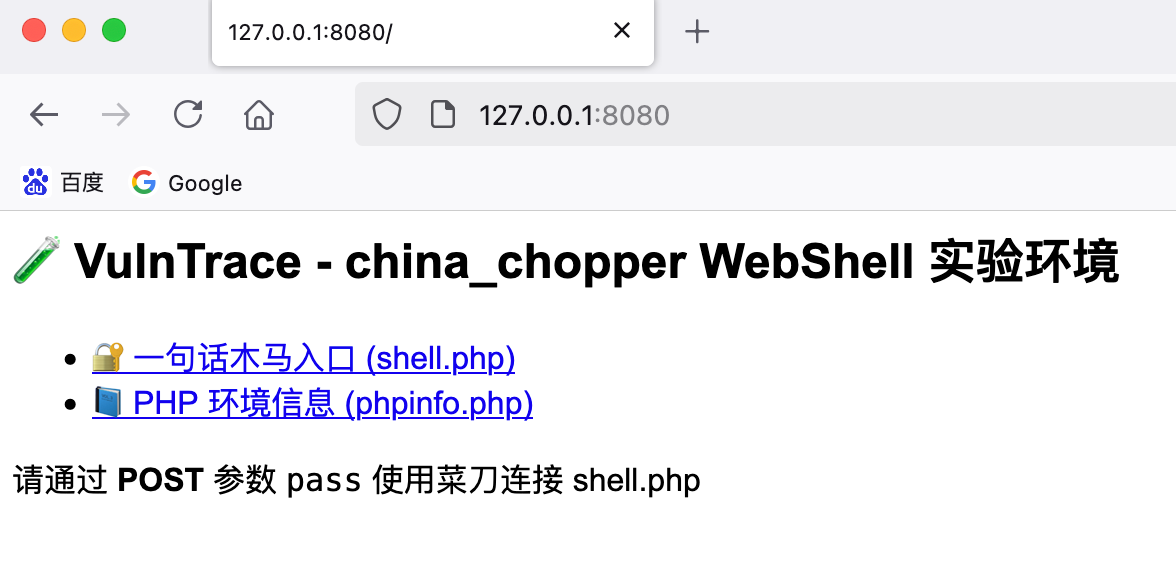 127.0.0.1:8080/
127.0.0.1:8080
百度 Google
VulnTrace - china_chopper WebShell 实验环境
一句话木马入口 (shell.php)
PHP 环境信息 (phpinfo.php)
请通过 POST 参数 pass 使用菜刀连接 shell.php